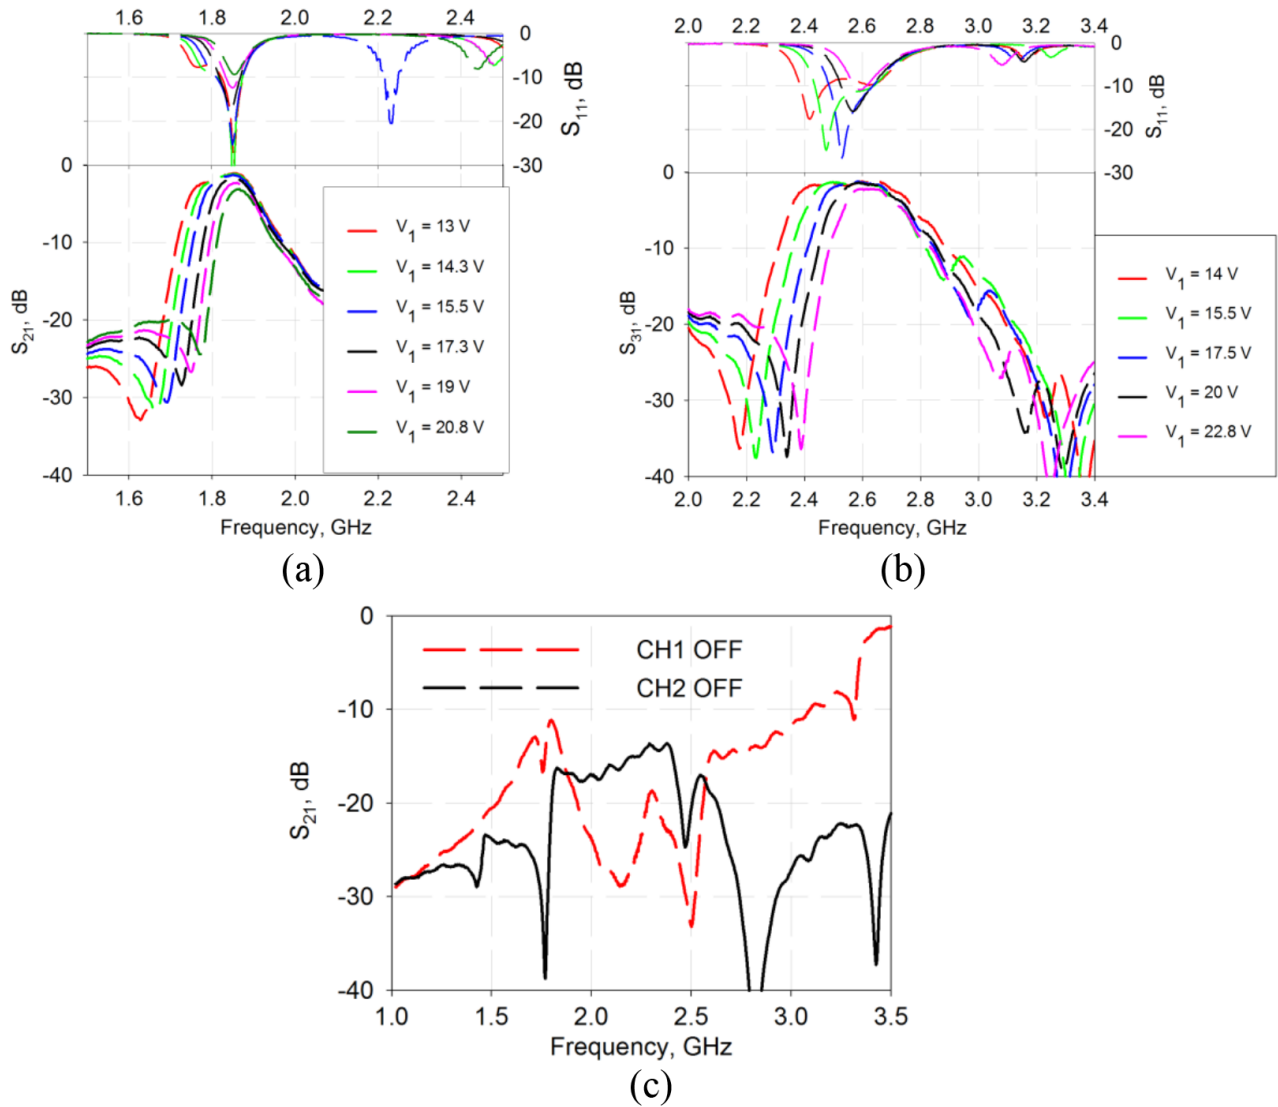 1.6 1.8 2.0 2.2 2.4
0
-10
-20
-30
S11, dB
0
-10
-20
-30
-40
S21, dB
V1 = 13 V
V1 = 14.3 V
V1 = 15.5 V
V1 = 17.3 V
V1 = 19 V
V1 = 20.8 V
1.6 1.8 2.0 2.2 2.4
Frequency, GHz
(a)
2.0 2.2 2.4 2.6 2.8 3.0 3.2 3.4
0
-10
-20
-30
S11, dB
0
-10
-20
-30
-40
S31, dB
V1 = 14 V
V1 = 15.5 V
V1 = 17.5 V
V1 = 20 V
V1 = 22.8 V
2.0 2.2 2.4 2.6 2.8 3.0 3.2 3.4
Frequency, GHz
(b)
0
-10
-20
-30
-40
S21, dB
CH1 OFF
CH2 OFF
1.0 1.5 2.0 2.5 3.0 3.5
Frequency, GHz
(c)